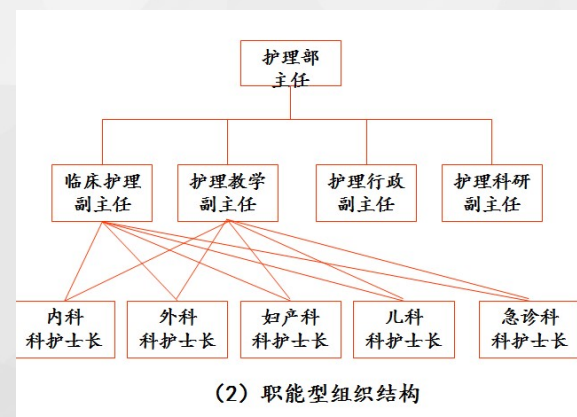 护理部
主任
临床护理
副主任
护理教学
副主任
护理行政
副主任
护理科研
副主任
内科
科护士长
外科
科护士长
妇产科
科护士长
儿科
科护士长
急诊科
科护士长
（2）职能型组织结构